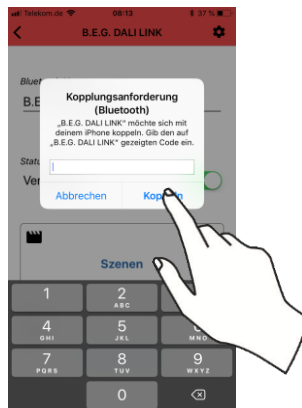 Telekom.de 08:13 37 %
B.E.G. DALI LINK
Kopplungsanforderung
(Bluetooth)
„B.E.G. DALI LINK" möchte sich mit
deinem iPhone koppeln. Gib den auf
„B.E.G. DALI LINK" gezeigten Code ein.
Abbrechen
Szenen
1 2
ABC
4 5
GHI JKL MNO
7 8 9
PQRS TUV WXYZ
0